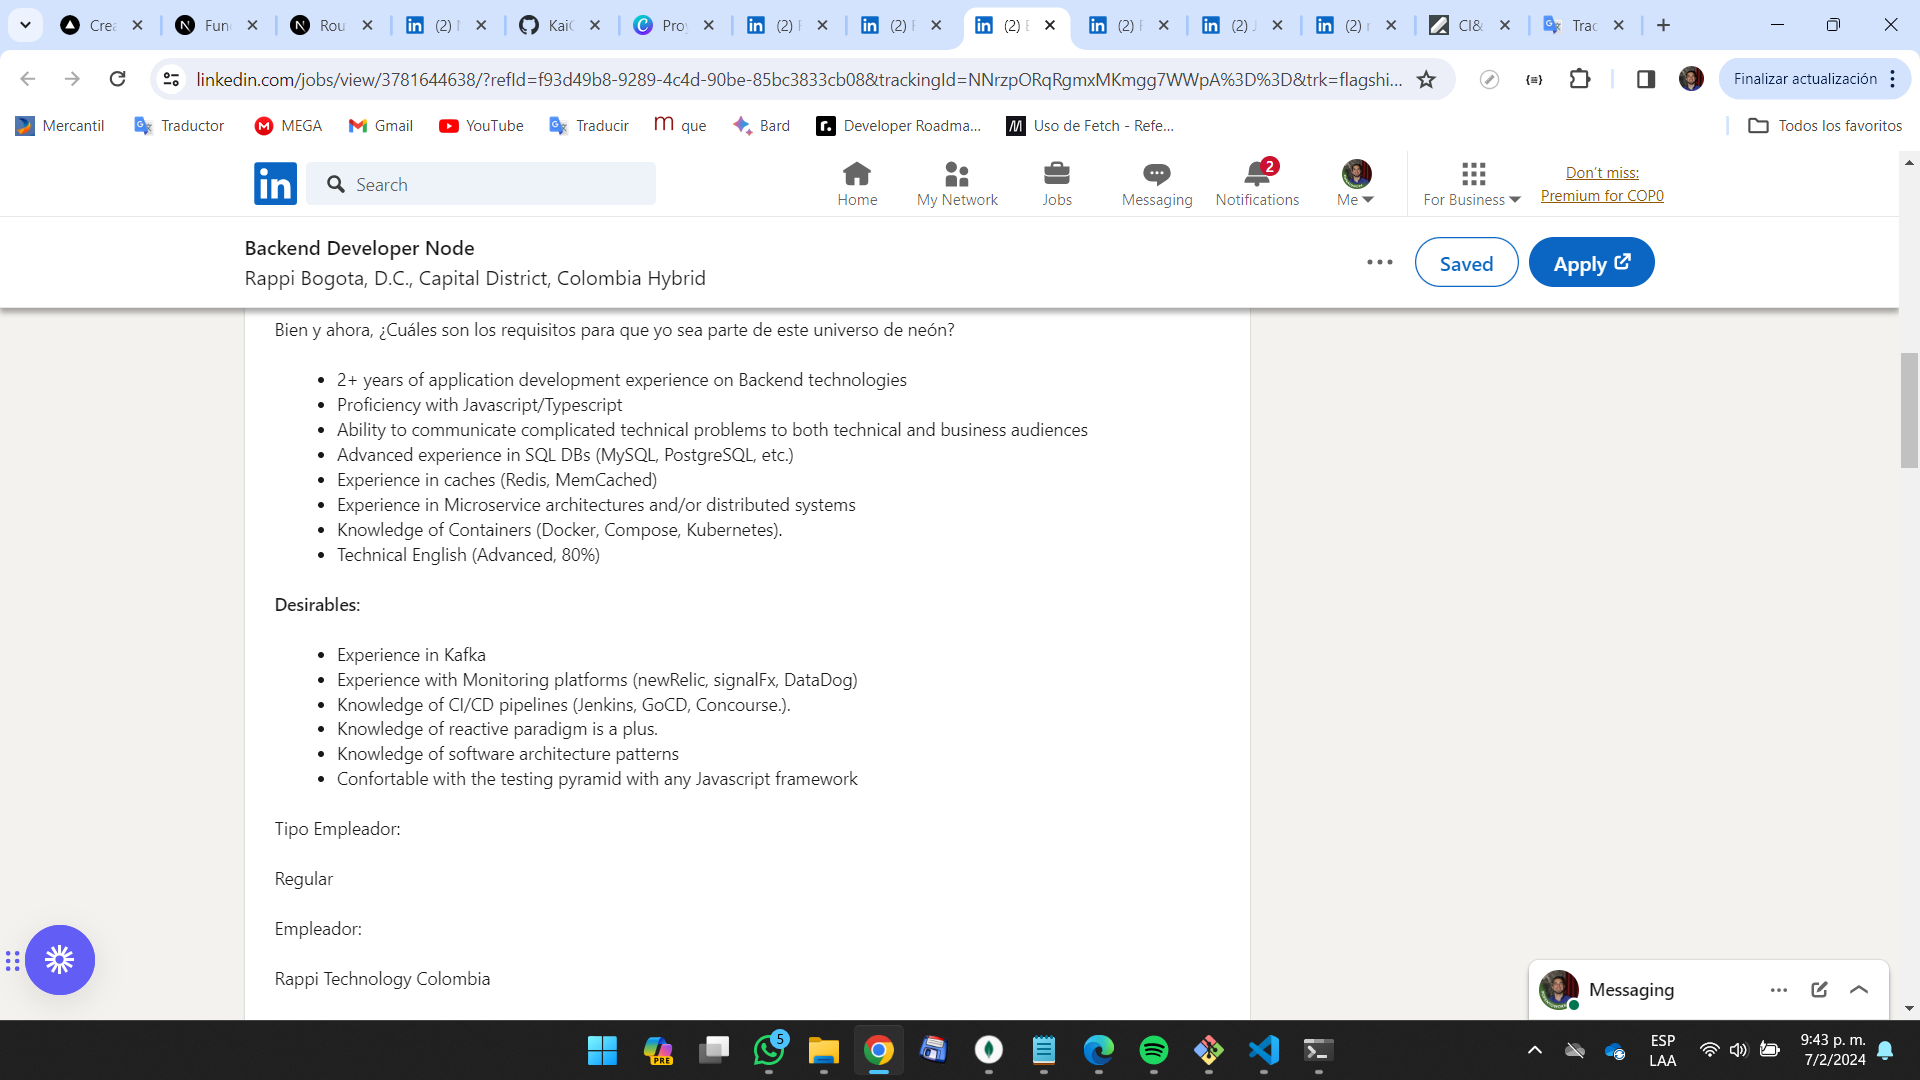 Crea
Fun
Rou
(2) 
Kai
Pro
(2) 
(2) 
(2) 
(2) 
(2) 
(2) 
CI&
Trac
linkedin.com/jobs/view/3781644638/?refId=f93d49b8-9289-4c4d-90be-85bc3833cb08&trackingId=NNrzpORqRgmxMKmgg7WWpA%3D%3D&trk=flagshi...
Finalizar actualización
Mercantil
Traductor
MEGA
Gmail
YouTube
Traducir
que
Bard
Developer Roadma...
Uso de Fetch - Refe...
Todos los favoritos
Search
Home
My Network
Jobs
Messaging
2
Notifications
Me
For Business
Don't miss:
Premium for COP0
Backend Developer Node
Rappi Bogota, D.C., Capital District, Colombia Hybrid
Saved
Apply
Bien y ahora, ¿Cuáles son los requisitos para que yo sea parte de este universo de neón?
• 2+ years of application development experience on Backend technologies
• Proficiency with Javascript/Typescript
• Ability to communicate complicated technical problems to both technical and business audiences
• Advanced experience in SQL DBs (MySQL, PostgreSQL, etc.)
• Experience in caches (Redis, MemCached)
• Experience in Microservice architectures and/or distributed systems
• Knowledge of Containers (Docker, Compose, Kubernetes).
• Technical English (Advanced, 80%)
Desirables:
• Experience in Kafka
• Experience with Monitoring platforms (newRelic, signalFx, DataDog)
• Knowledge of CI/CD pipelines (Jenkins, GoCD, Concourse.).
• Knowledge of reactive paradigm is a plus.
• Knowledge of software architecture patterns
• Confortable with the testing pyramid with any Javascript framework
Tipo Empleador:
Regular
Empleador:
Rappi Technology Colombia
Messaging
PRE
5
ESP
LAA
9:43 p. m.
7/2/2024